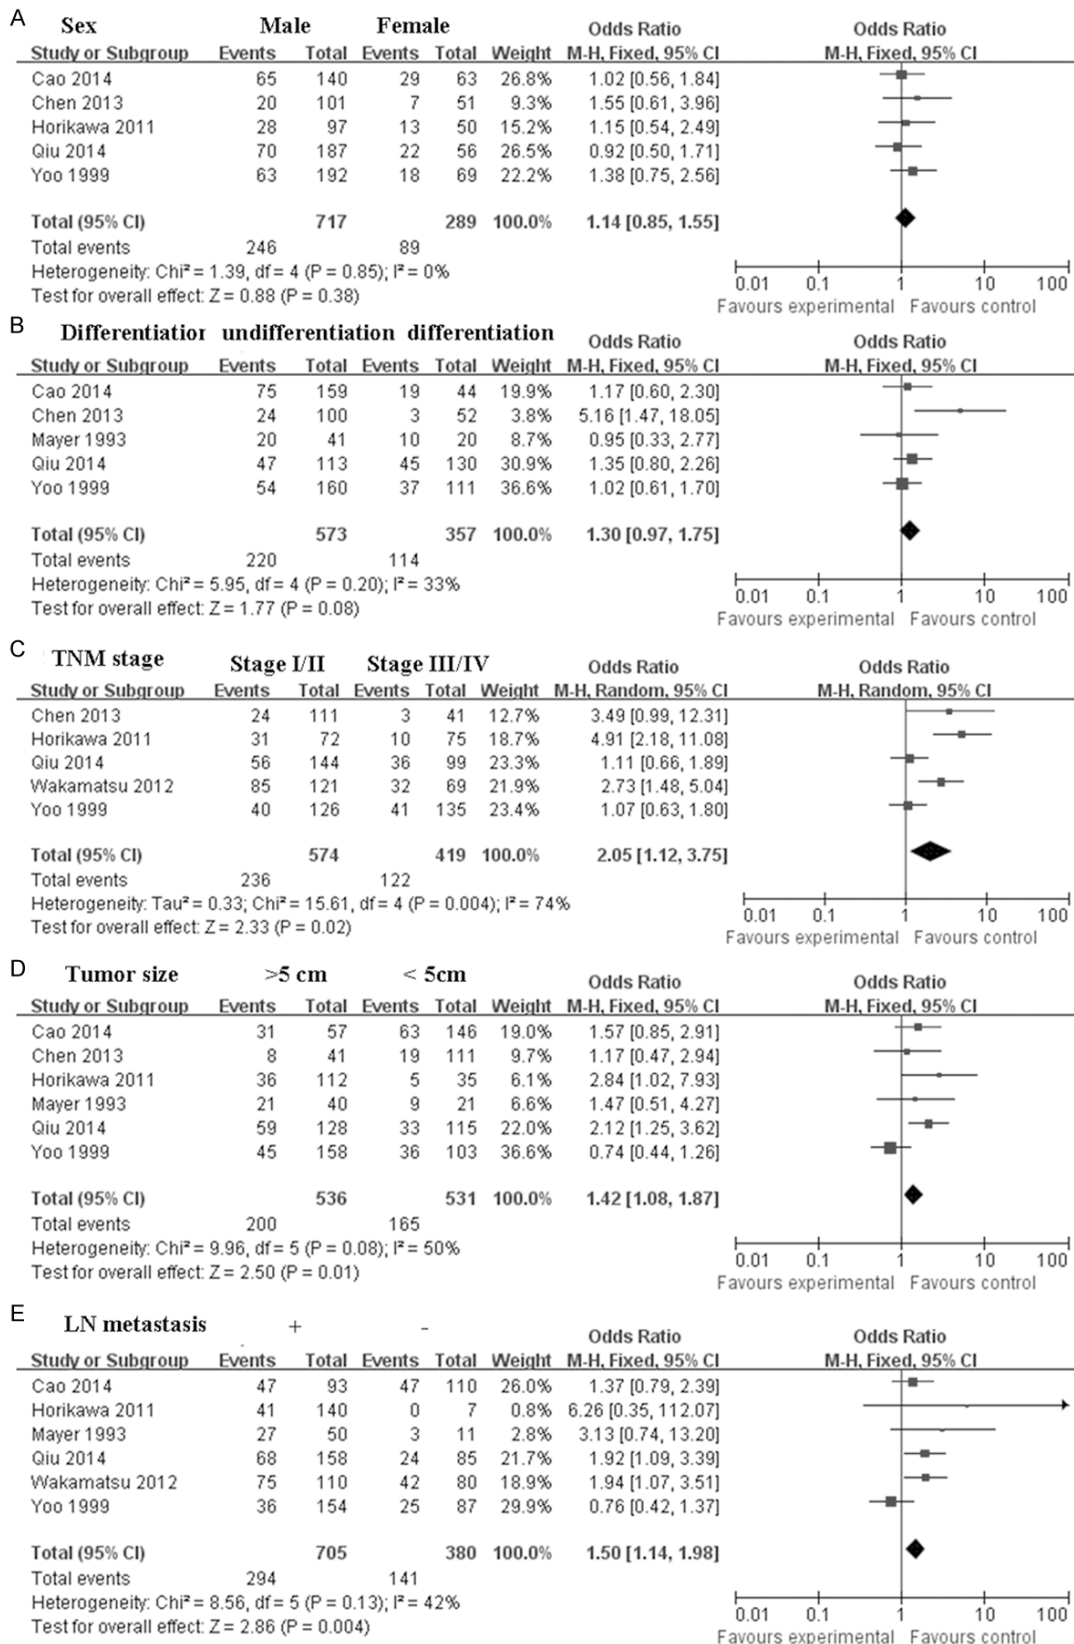 A Sex Male Female Odds Ratio Odds Ratio
Study or Subgroup Events Total Events Total Weight M-H, Fixed, 95% CI M-H, Fixed, 95% CI
Cao 2014 65 140 29 63 26.8% 1.02 [0.56, 1.84]
Chen 2013 20 101 7 51 9.3% 1.55 [0.61, 3.96]
Horikawa 2011 28 97 13 50 15.2% 1.15 [0.54, 2.49]
Qiu 2014 70 187 22 56 26.5% 0.92 [0.50, 1.71]
Yoo 1999 63 192 18 69 22.2% 1.38 [0.75, 2.56]
Total (95% CI) 717 289 100.0% 1.14 [0.85, 1.55]
Total events 246 89
Heterogeneity: Chi² = 1.39, df = 4 (P = 0.85); I² = 0%
Test for overall effect: Z = 0.88 (P = 0.38)
0.01 0.1 1 10 100
Favours experimental Favours control
B Differentiation undifferentiation differentiation Odds Ratio Odds Ratio
Study or Subgroup Events Total Events Total Weight M-H, Fixed, 95% CI M-H, Fixed, 95% CI
Cao 2014 75 159 19 44 19.9% 1.17 [0.60, 2.30]
Chen 2013 24 100 3 52 3.8% 5.16 [1.47, 18.05]
Mayer 1993 20 41 10 20 8.7% 0.95 [0.33, 2.77]
Qiu 2014 47 113 45 130 30.9% 1.35 [0.80, 2.26]
Yoo 1999 54 160 37 111 36.6% 1.02 [0.61, 1.70]
Total (95% CI) 573 357 100.0% 1.30 [0.97, 1.75]
Total events 220 114
Heterogeneity: Chi² = 5.95, df = 4 (P = 0.20); I² = 33%
Test for overall effect: Z = 1.77 (P = 0.08)
0.01 0.1 1 10 100
Favours experimental Favours control
C TNM stage Stage I/II Stage III/IV Odds Ratio Odds Ratio
Study or Subgroup Events Total Events Total Weight M-H, Random, 95% CI M-H, Random, 95% CI
Chen 2013 24 111 3 41 12.7% 3.49 [0.99, 12.31]
Horikawa 2011 31 72 10 75 18.7% 4.91 [2.18, 11.08]
Qiu 2014 56 144 36 99 23.3% 1.11 [0.66, 1.89]
Wakamatsu 2012 85 121 32 69 21.9% 2.73 [1.48, 5.04]
Yoo 1999 40 126 41 135 23.4% 1.07 [0.63, 1.80]
Total (95% CI) 574 419 100.0% 2.05 [1.12, 3.75]
Total events 236 122
Heterogeneity: Tau² = 0.33; Chi² = 15.61, df = 4 (P = 0.004); I² = 74%
Test for overall effect: Z = 2.33 (P = 0.02)
0.01 0.1 1 10 100
Favours experimental Favours control
D Tumor size >5 cm < 5cm Odds Ratio Odds Ratio
Study or Subgroup Events Total Events Total Weight M-H, Fixed, 95% CI M-H, Fixed, 95% CI
Cao 2014 31 57 63 146 19.0% 1.57 [0.85, 2.91]
Chen 2013 8 41 19 111 9.7% 1.17 [0.47, 2.94]
Horikawa 2011 36 112 5 35 6.1% 2.84 [1.02, 7.93]
Mayer 1993 21 40 9 21 6.6% 1.47 [0.51, 4.27]
Qiu 2014 59 128 33 115 22.0% 2.12 [1.25, 3.62]
Yoo 1999 45 158 36 103 36.6% 0.74 [0.44, 1.26]
Total (95% CI) 536 531 100.0% 1.42 [1.08, 1.87]
Total events 200 165
Heterogeneity: Chi² = 9.96, df = 5 (P = 0.08); I² = 50%
Test for overall effect: Z = 2.50 (P = 0.01)
0.01 0.1 1 10 100
Favours experimental Favours control
E LN metastasis + - Odds Ratio Odds Ratio
Study or Subgroup Events Total Events Total Weight M-H, Fixed, 95% CI M-H, Fixed, 95% CI
Cao 2014 47 93 47 110 26.0% 1.37 [0.79, 2.39]
Horikawa 2011 41 140 0 7 0.8% 6.26 [0.35, 112.07]
Mayer 1993 27 50 3 11 2.8% 3.13 [0.74, 13.20]
Qiu 2014 68 158 24 85 21.7% 1.92 [1.09, 3.39]
Wakamatsu 2012 75 110 42 80 18.9% 1.94 [1.07, 3.51]
Yoo 1999 36 154 25 87 29.9% 0.76 [0.42, 1.37]
Total (95% CI) 705 380 100.0% 1.50 [1.14, 1.98]
Total events 294 141
Heterogeneity: Chi² = 8.56, df = 5 (P = 0.13); I² = 42%
Test for overall effect: Z = 2.86 (P = 0.004)
0.01 0.1 1 10 100
Favours experimental Favours control